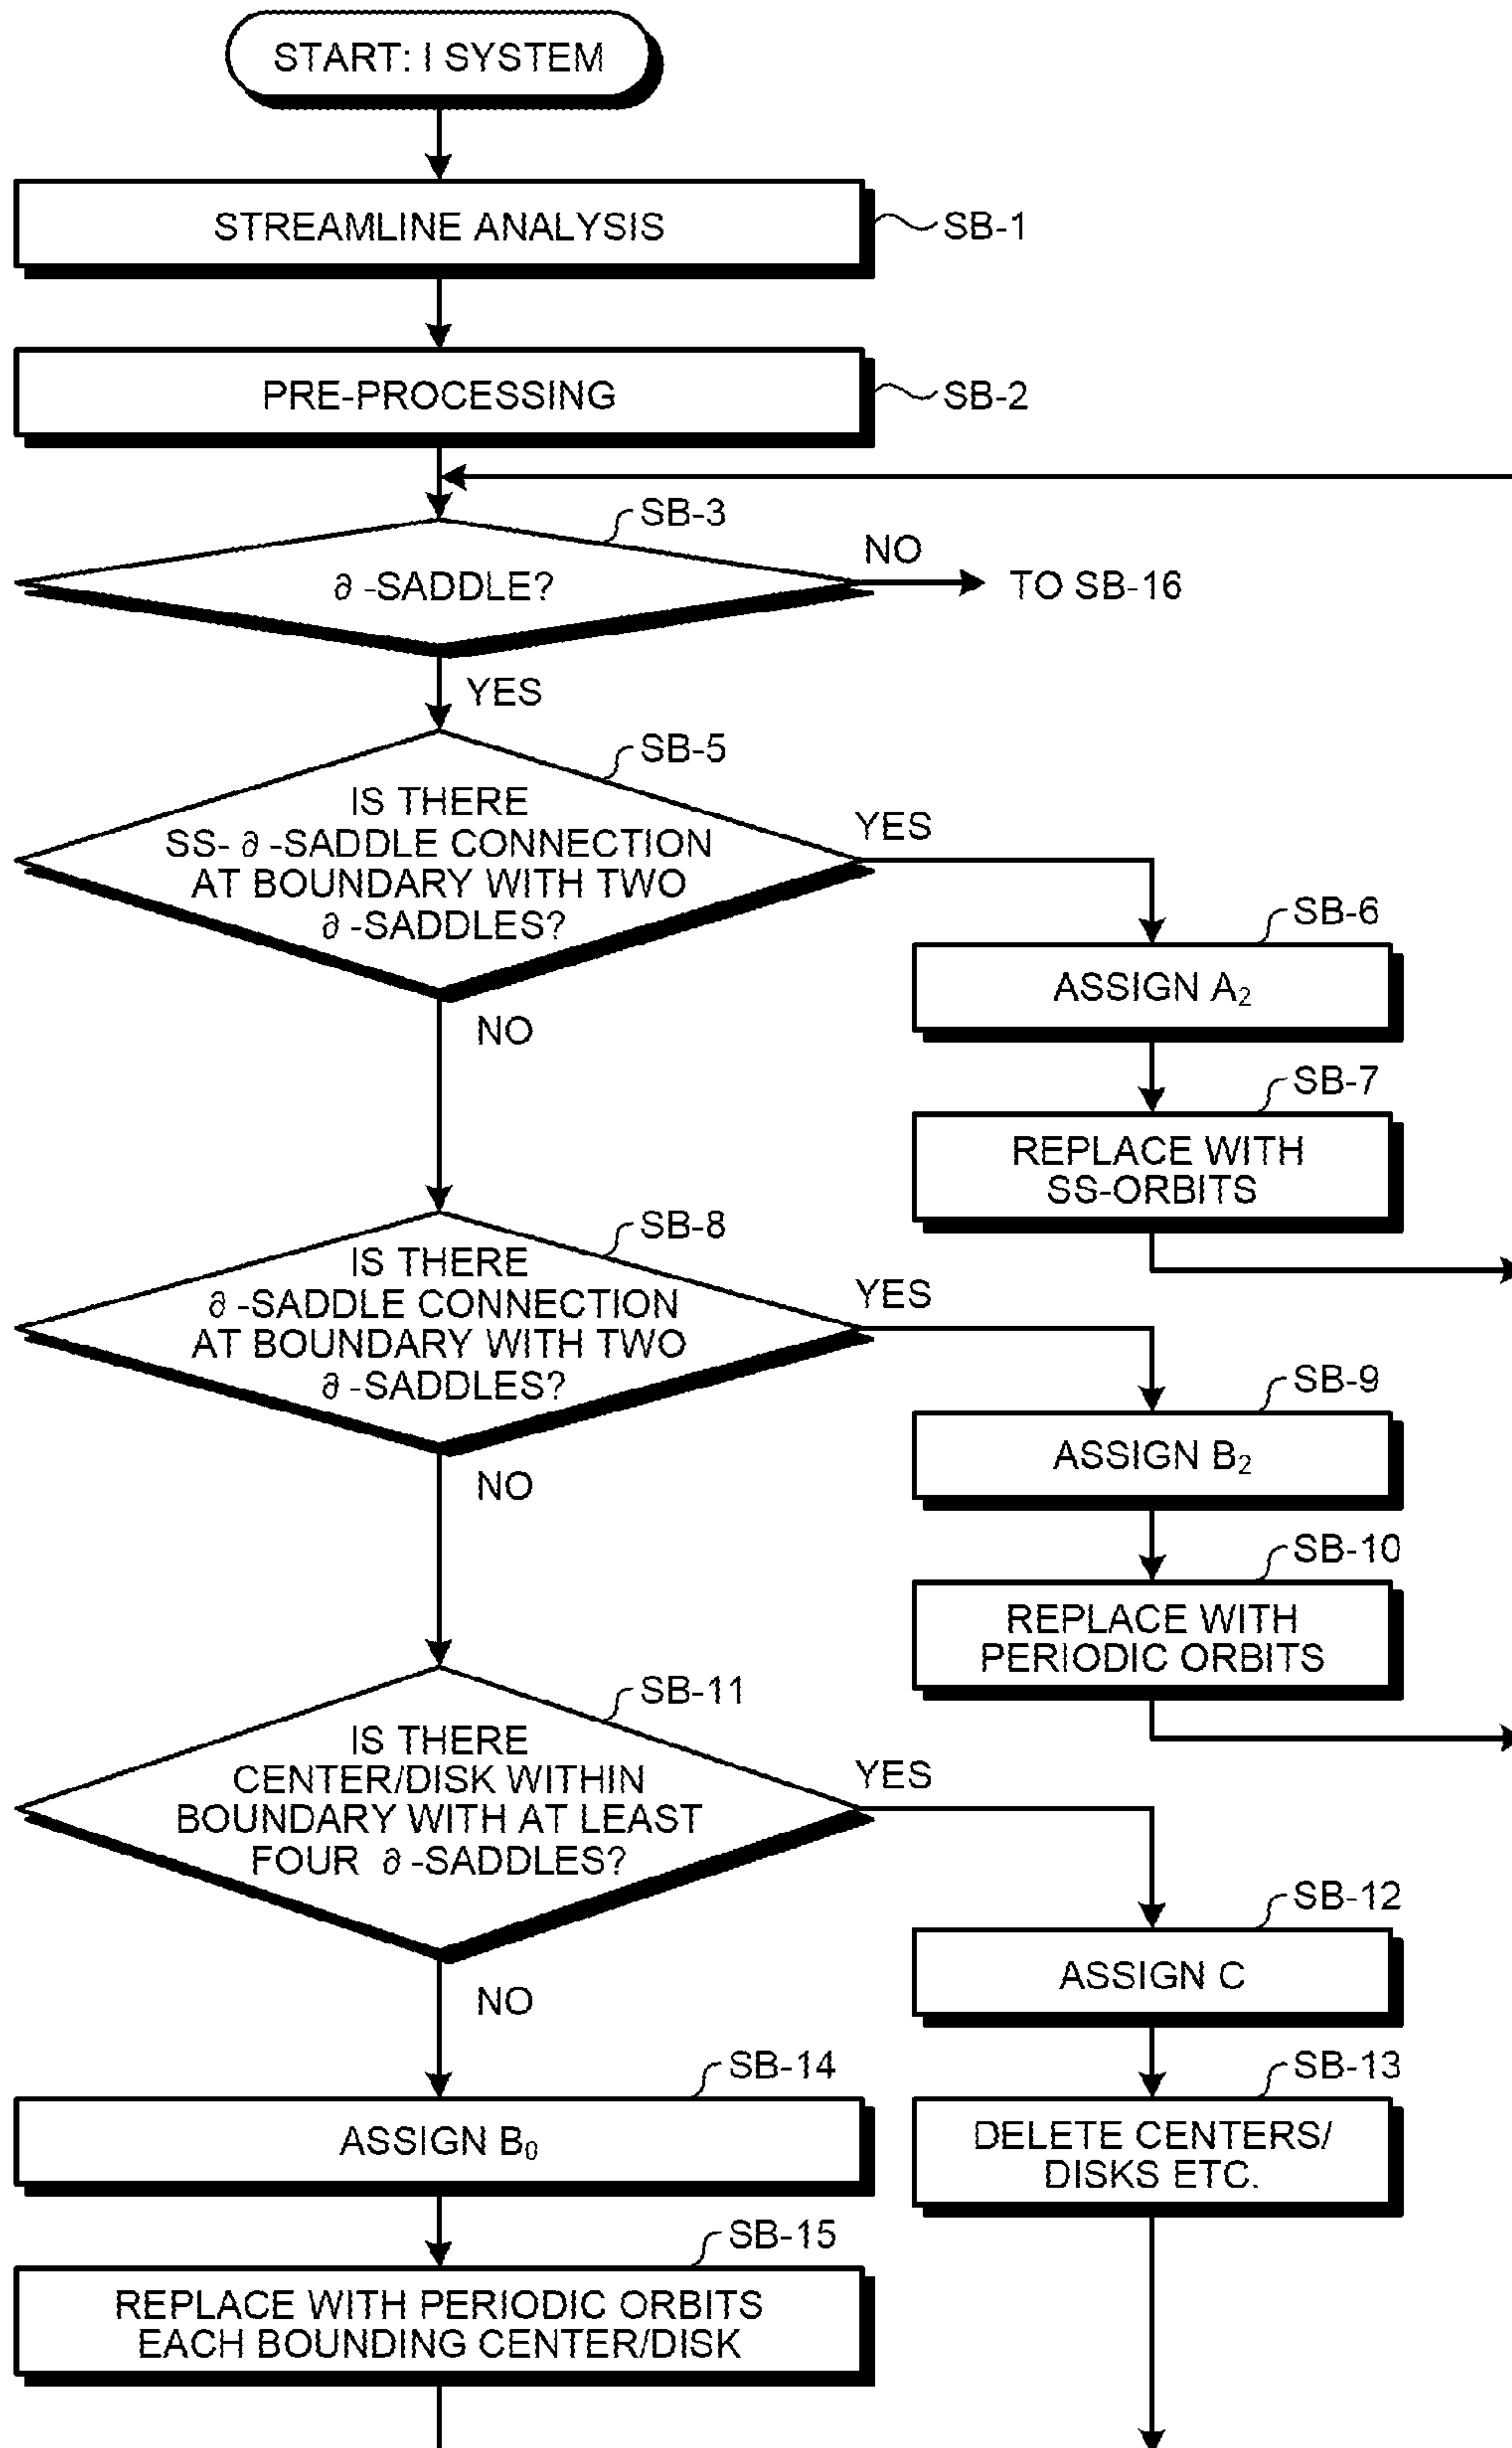 START: I SYSTEM
STREAMLINE ANALYSIS
SB-1
PRE-PROCESSING
SB-2
SB-3
∂-SADDLE?
NO
TO SB-16
YES
SB-5
IS THERE
SS-∂-SADDLE CONNECTION
AT BOUNDARY WITH TWO
∂-SADDLES?
YES
NO
SB-6
ASSIGN A₂
SB-7
REPLACE WITH
SS-ORBITS
SB-8
IS THERE
∂-SADDLE CONNECTION
AT BOUNDARY WITH TWO
∂-SADDLES?
YES
NO
SB-9
ASSIGN B₂
SB-10
REPLACE WITH
PERIODIC ORBITS
SB-11
IS THERE
CENTER/DISK WITHIN
BOUNDARY WITH AT LEAST
FOUR ∂-SADDLES?
YES
NO
SB-12
ASSIGN C
SB-13
DELETE CENTERS/
DISKS ETC.
SB-14
ASSIGN B₀
SB-15
REPLACE WITH PERIODIC ORBITS
EACH BOUNDING CENTER/DISK